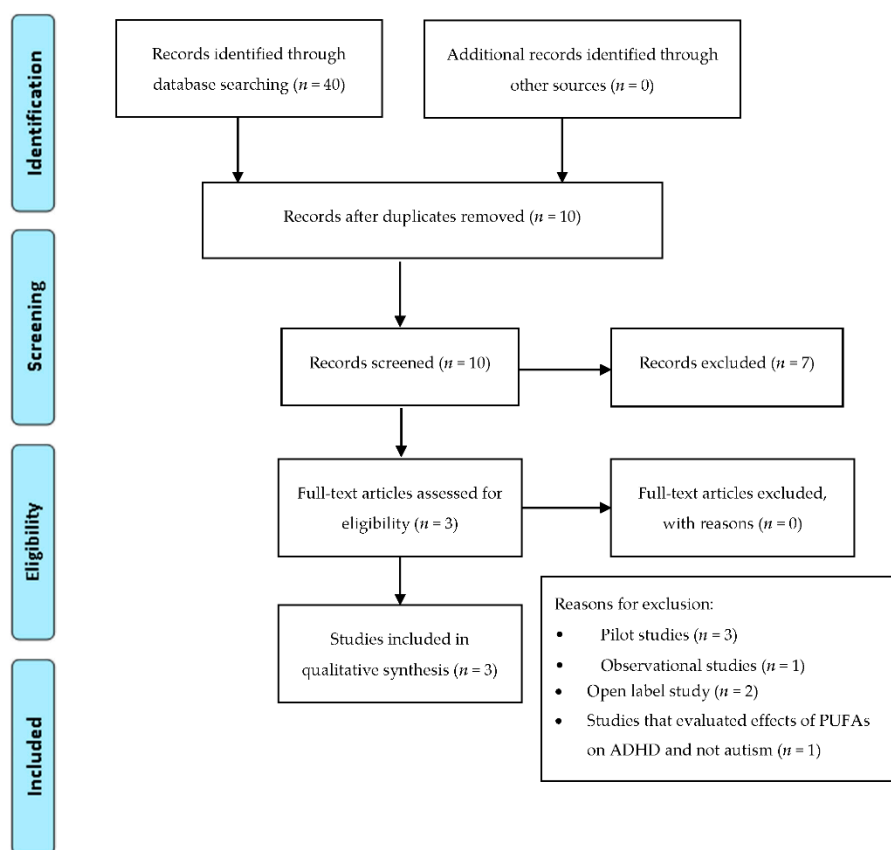 Identification
Records identified through
database searching (n = 40)
Additional records identified through
other sources (n = 0)
Records after duplicates removed (n = 10)
Screening
Records screened (n = 10)
Records excluded (n = 7)
Eligibility
Full-text articles assessed for
eligibility (n = 3)
Full-text articles excluded,
with reasons (n = 0)
Included
Studies included in
qualitative synthesis (n = 3)
Reasons for exclusion:
• Pilot studies (n = 3)
• Observational studies (n = 1)
• Open label study (n = 2)
• Studies that evaluated effects of PUFAs
on ADHD and not autism (n = 1)